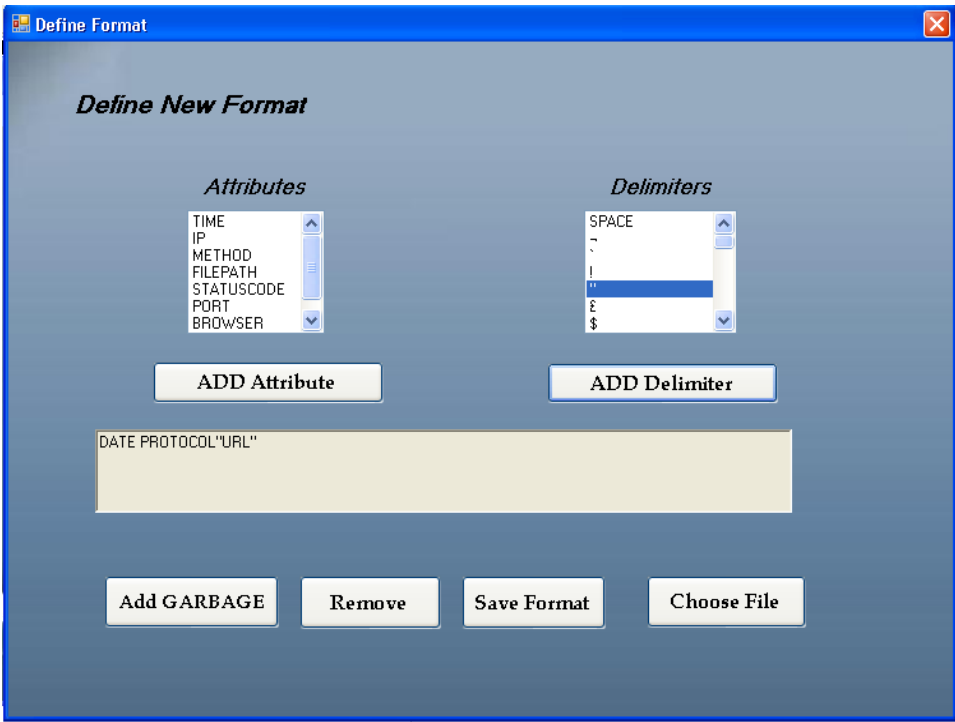 Define Format
Define New Format
Attributes
TIME
IP
METHOD
FILEPATH
STATUSCODE
PORT
BROWSER
ADD Attribute
Delimiters
SPACE
¬
`
!
"
£
$
ADD Delimiter
DATE PROTOCOL"URL"
Add GARBAGE
Remove
Save Format
Choose File